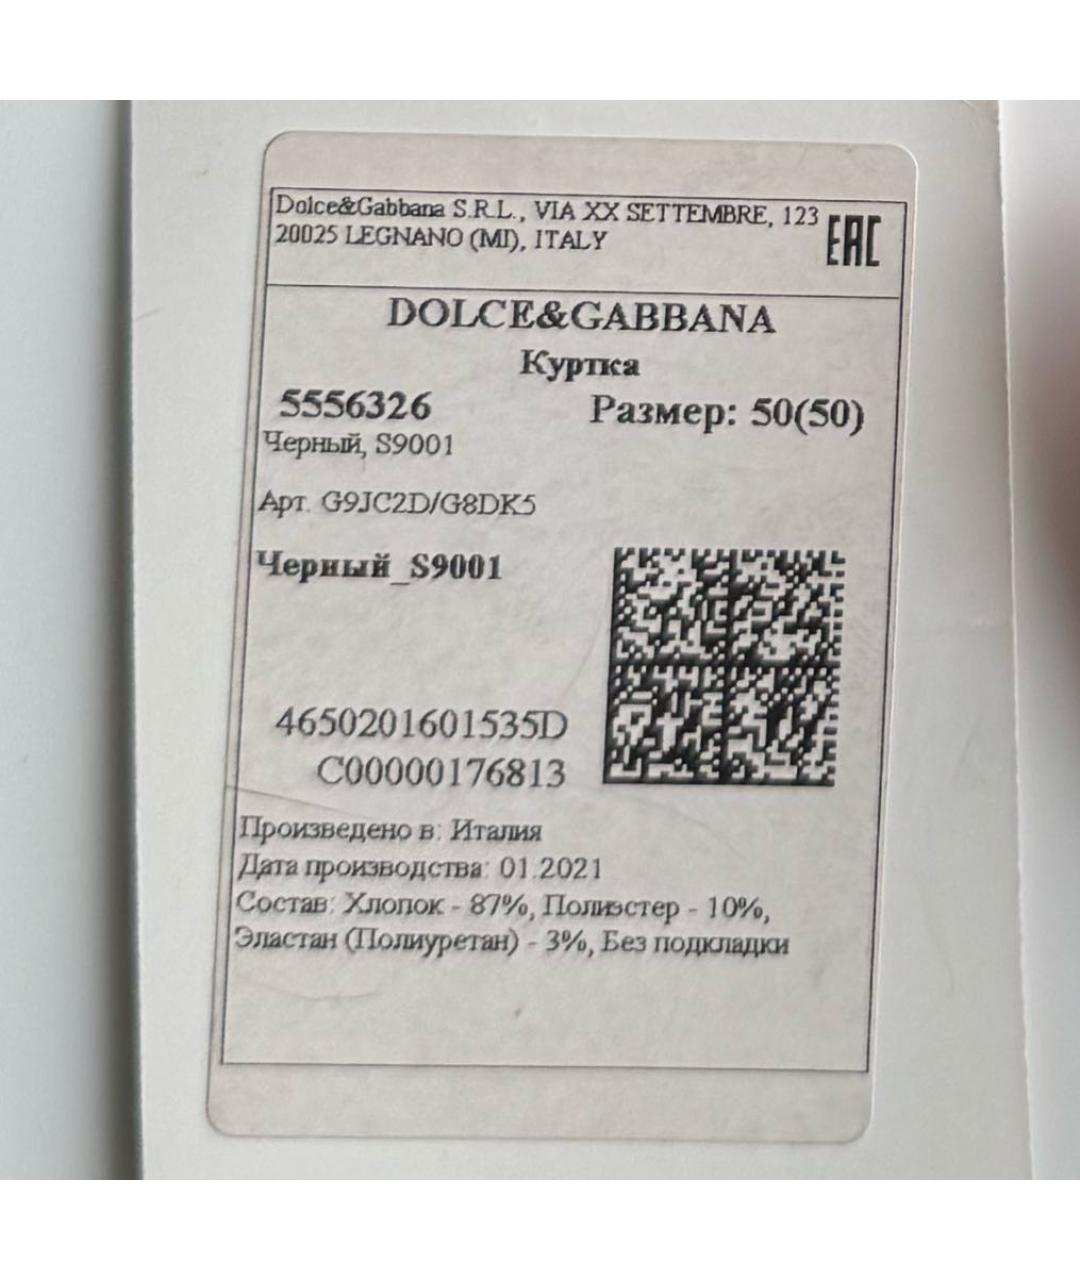 Dolce&Gabbana S.R.L., VIA XX SETTEMBRE, 123
20025 LEGNANO (MI), ITALY
EAC
DOLCE&GABBANA
Куртка
5556326
Размер: 50(50)
Черный, S9001
Арт. G9JC2D/G8DK5
Черный_S9001
4650201601535D
C00000176813
Произведено в: Италия
Дата производства: 01.2021
Состав: Хлопок - 87%, Полиэстер - 10%,
Эластан (Полиуретан) - 3%, Без подкладки